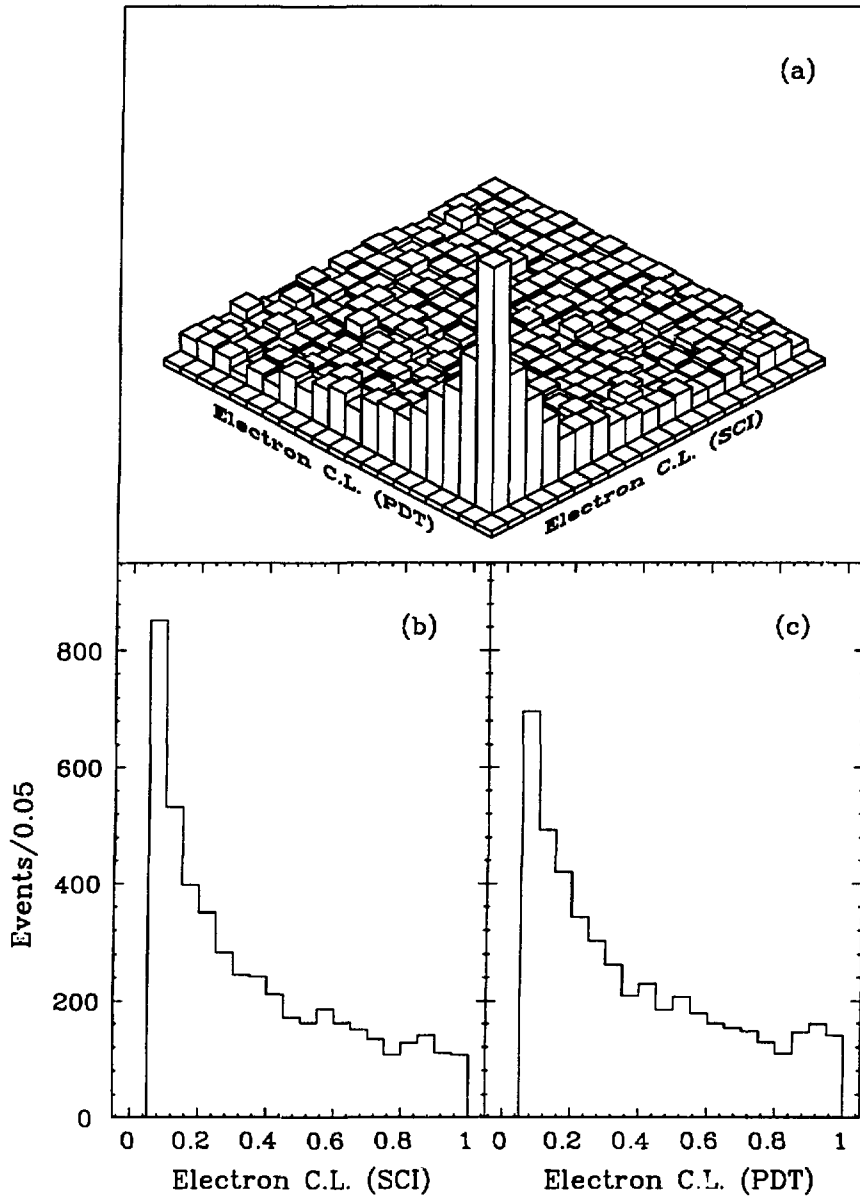 (a)
Electron C.L. (PDT)
Electron C.L. (SCI)
(b)
(c)
800
600
400
200
0
Events/0.05
0 0.2 0.4 0.6 0.8 1
0 0.2 0.4 0.6 0.8 1
Electron C.L. (SCI)
Electron C.L. (PDT)